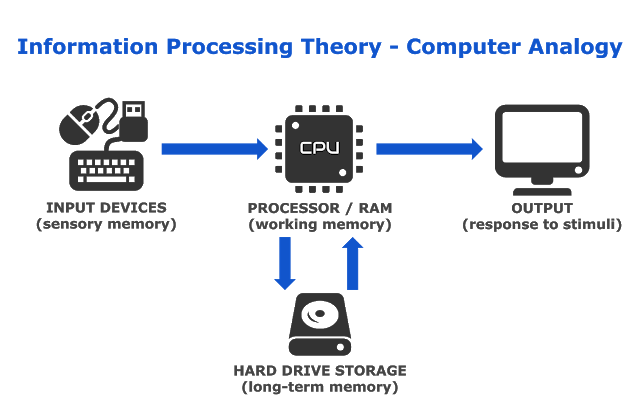 Information Processing Theory - Computer Analogy
CPU
INPUT DEVICES
(sensory memory)
PROCESSOR / RAM
(working memory)
OUTPUT
(response to stimuli)
HARD DRIVE STORAGE
(long-term memory)